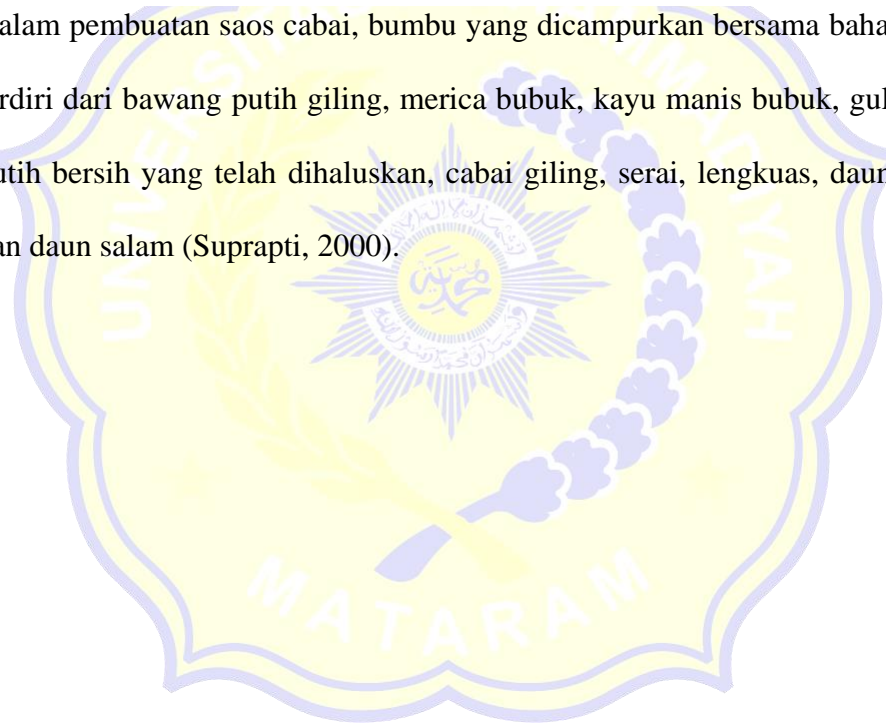 alam pembuatan saos cabai, bumbu yang dicampurkan bersama baha
rdiri dari bawang putih giling, merica bubuk, kayu manis bubuk, gul
utih bersih yang telah dihaluskan, cabai giling, serai, lengkuas, daun
an daun salam (Suprapti, 2000).
MATARAM